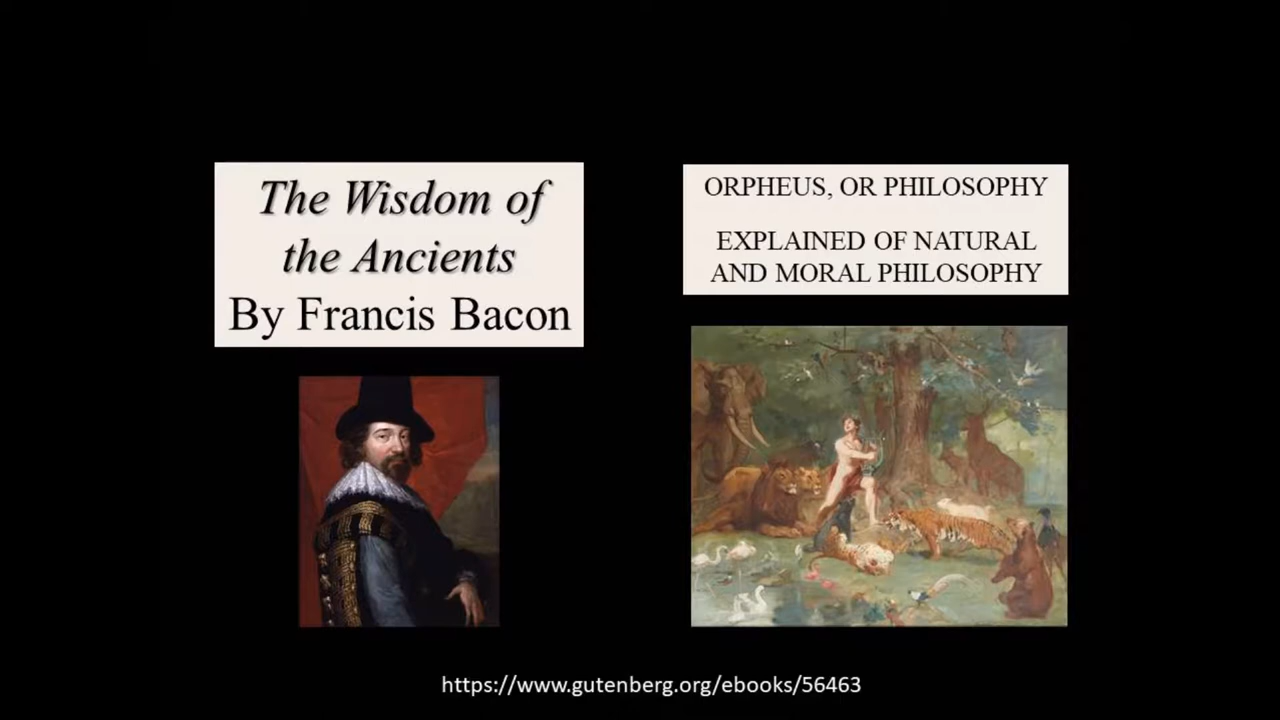 The Wisdom of
the Ancients
By Francis Bacon
ORPHEUS, OR PHILOSOPHY
EXPLAINED OF NATURAL
AND MORAL PHILOSOPHY
https://www.gutenberg.org/ebooks/56463